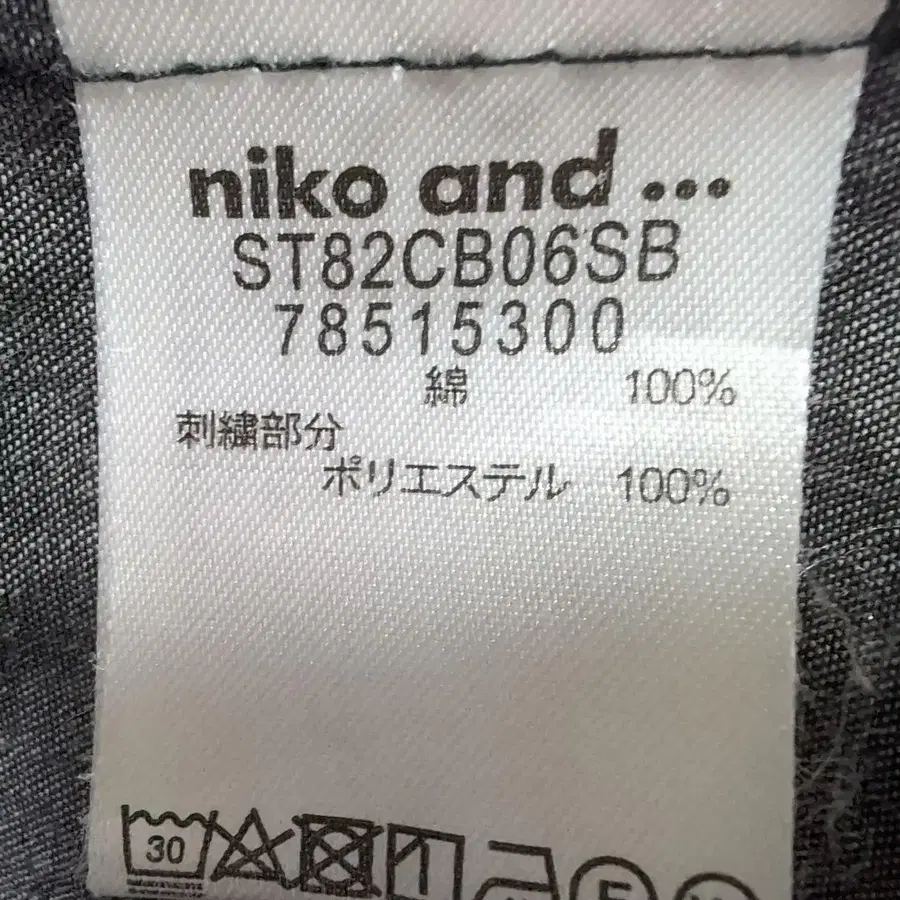 niko and ...
ST82CB06SB
78515300
綿 100%
刺繍部分
ポリエステル 100%
30